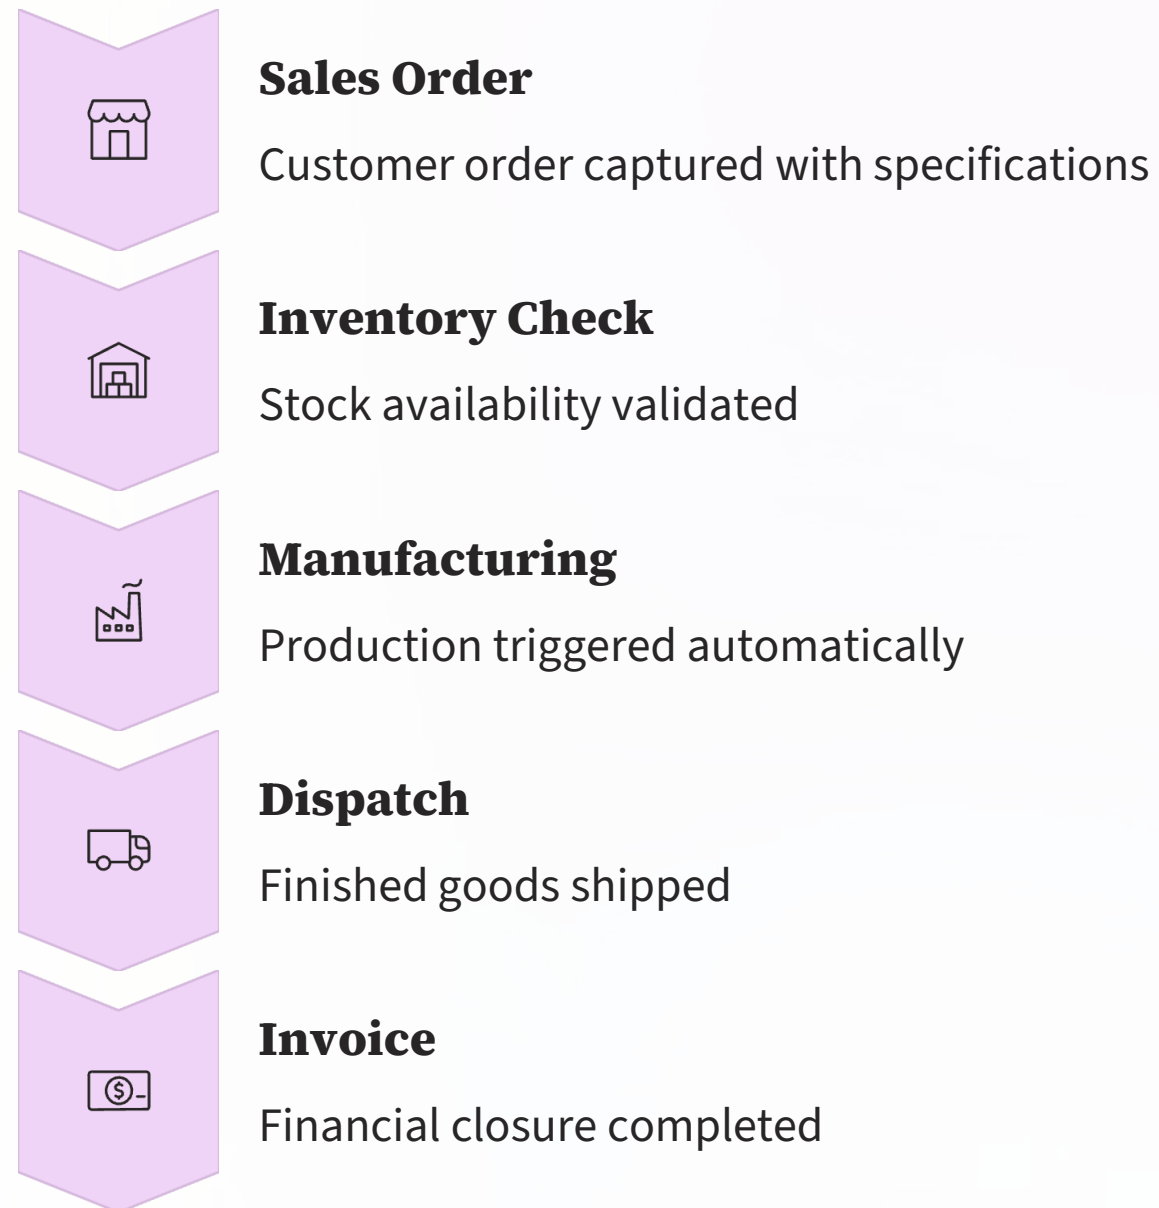 Sales Order
Customer order captured with specifications
Inventory Check
Stock availability validated
Manufacturing
Production triggered automatically
Dispatch
Finished goods shipped
Invoice
$
Financial closure completed